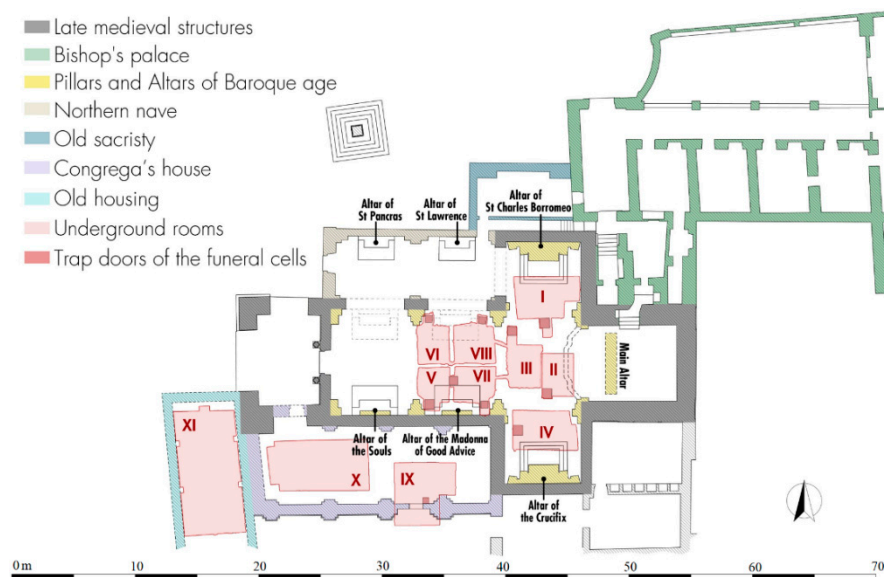 Late medieval structures
Bishop's palace
Pillars and Altars of Baroque age
Northern nave
Old sacristy
Congrega's house
Old housing
Underground rooms
Trap doors of the funeral cells
Altar of
St Pancras
Altar of
St Lawrence
Altar of
St Charles Borromeo
I
VI
VIII
III
II
V
VII
Main Altar
IV
XI
Altar of
the Souls
Altar of the Madonna
of Good Advice
X
IX
Altar of
the Crucifix
0 m
10
20
30
40
50
60
70